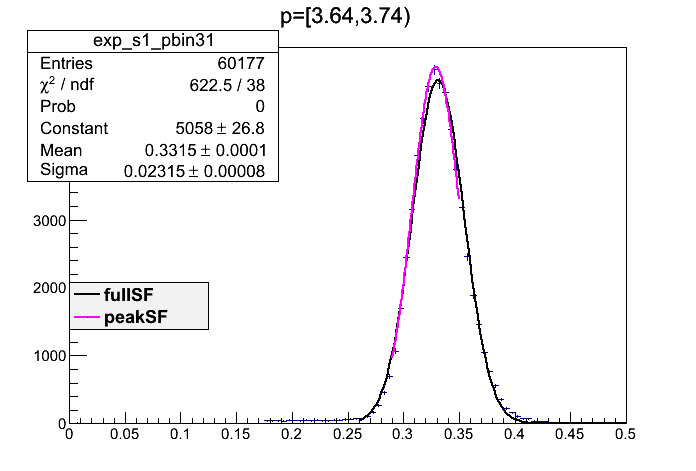 p=[3.64,3.74)
exp_s1_pbin31
Entries 60177
χ² / ndf 622.5 / 38
Prob 0
Constant 5058 ± 26.8
Mean 0.3315 ± 0.0001
Sigma 0.02315 ± 0.00008
3000
2000
fullSF
peakSF
1000
0
0 0.05 0.1 0.15 0.2 0.25 0.3 0.35 0.4 0.45 0.5